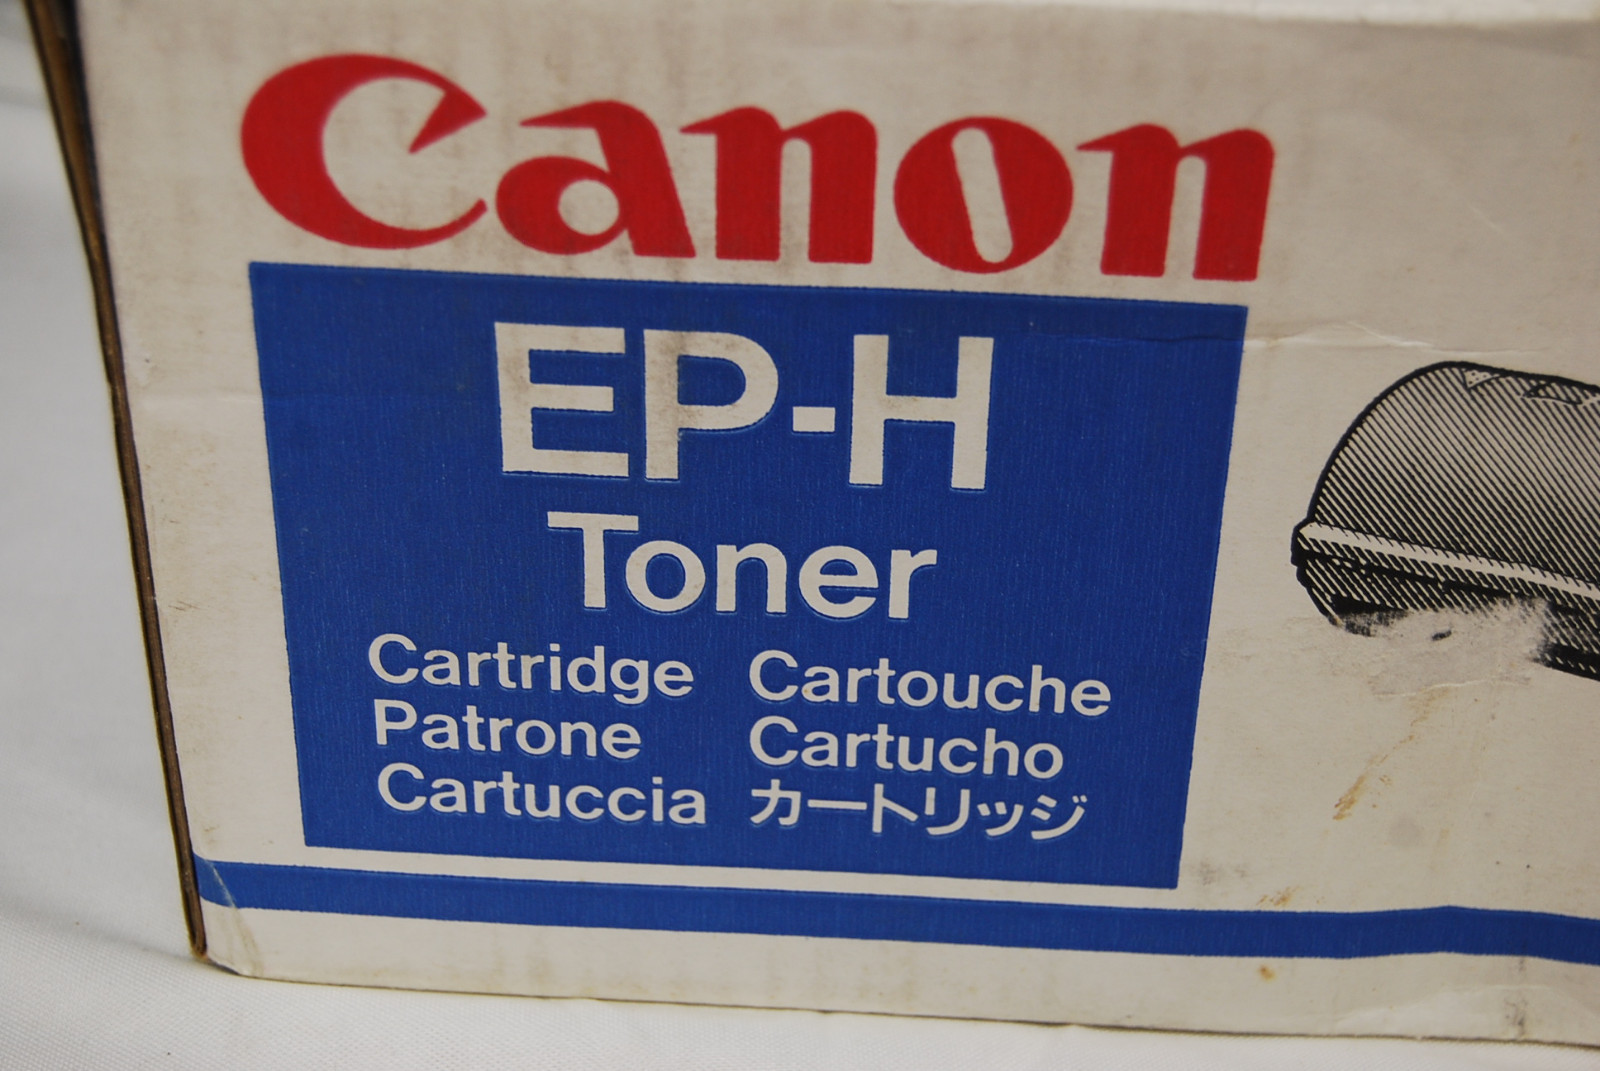 Canon
EP-H
Toner
Cartridge Cartouche
Patrone Cartucho
Cartuccia カートリッジ